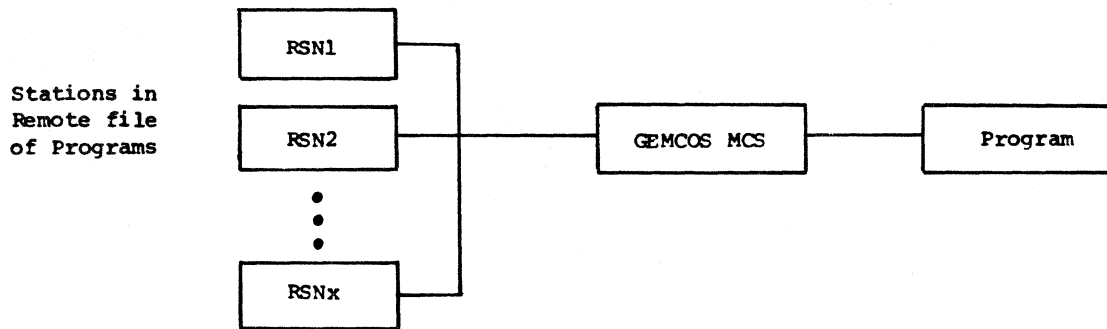 RSN1
Stations in
Remote file
of Programs
RSN2
GEMCOS MCS
Program
RSNx